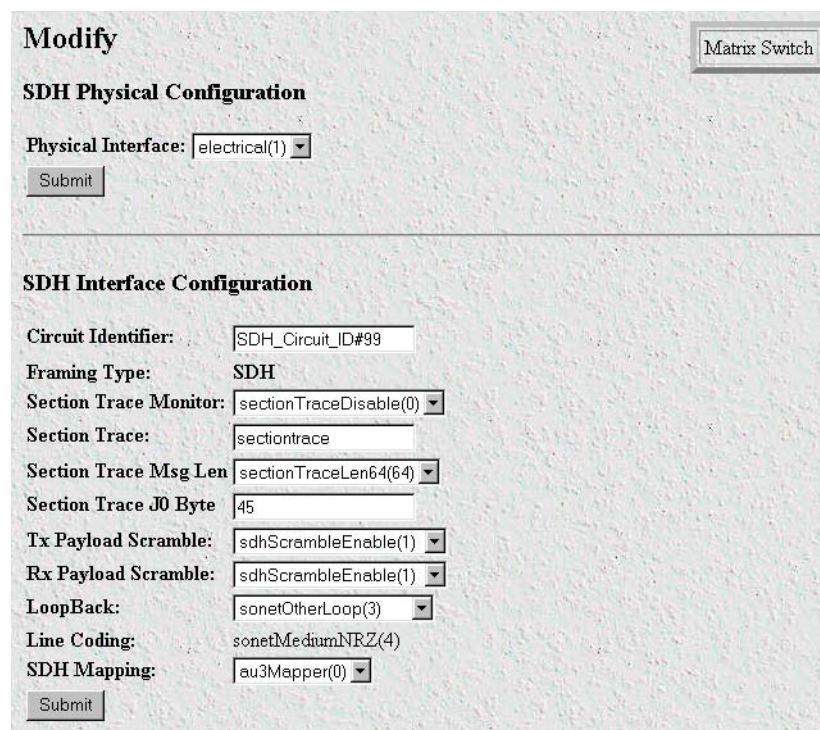 Modify
Matrix Switch
SDH Physical Configuration
Physical Interface: electrical(1)
Submit
SDH Interface Configuration
Circuit Identifier: SDH_Circuit_ID#99
Framing Type: SDH
Section Trace Monitor: sectionTraceDisable(0)
Section Trace: sectiontrace
Section Trace Msg Len sectionTraceLen64(64)
Section Trace J0 Byte 45
Tx Payload Scramble: sdhScrambleEnable(1)
Rx Payload Scramble: sdhScrambleEnable(1)
LoopBack: sonetOtherLoop(3)
Line Coding: sonetMediumNRZ(4)
SDH Mapping: au3Mapper(0)
Submit